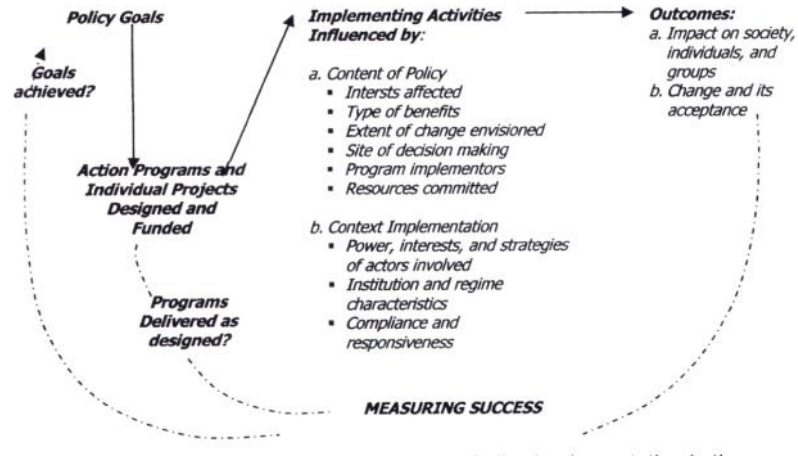 Policy Goals
Goals
achieved?
Action Programs and
Individual Projects
Designed and
Funded
Programs
Delivered as
designed?
Implementing Activities
Influenced by:
a. Content of Policy
▪ Intersts affected
▪ Type of benefits
▪ Extent of change envisioned
▪ Site of decision making
▪ Program implementors
▪ Resources committed
b. Context Implementation
▪ Power, interests, and strategies
of actors involved
▪ Institution and regime
characteristics
▪ Compliance and
responsiveness
Outcomes:
a. Impact on society,
individuals, and
groups
b. Change and its
acceptance
MEASURING SUCCESS